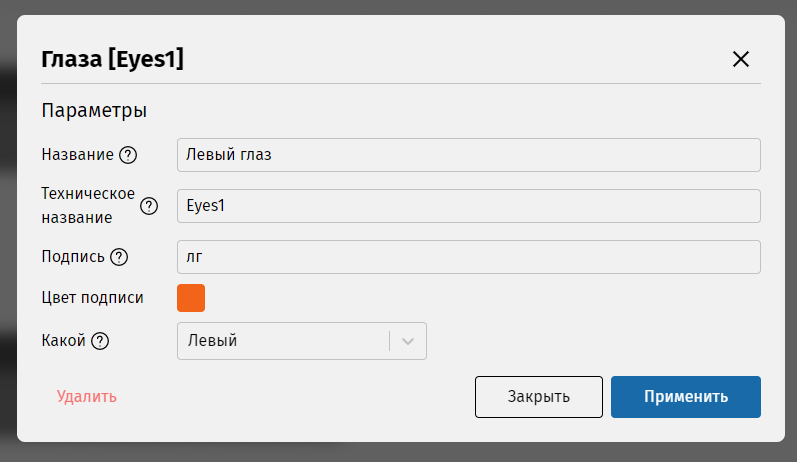 Глаза [Eyes1]
Параметры
Название ?
Левый глаз
Техническое
название ?
Eyes1
Подпись ?
лг
Цвет подписи
Какой ?
Левый
Удалить
Закрыть
Применить